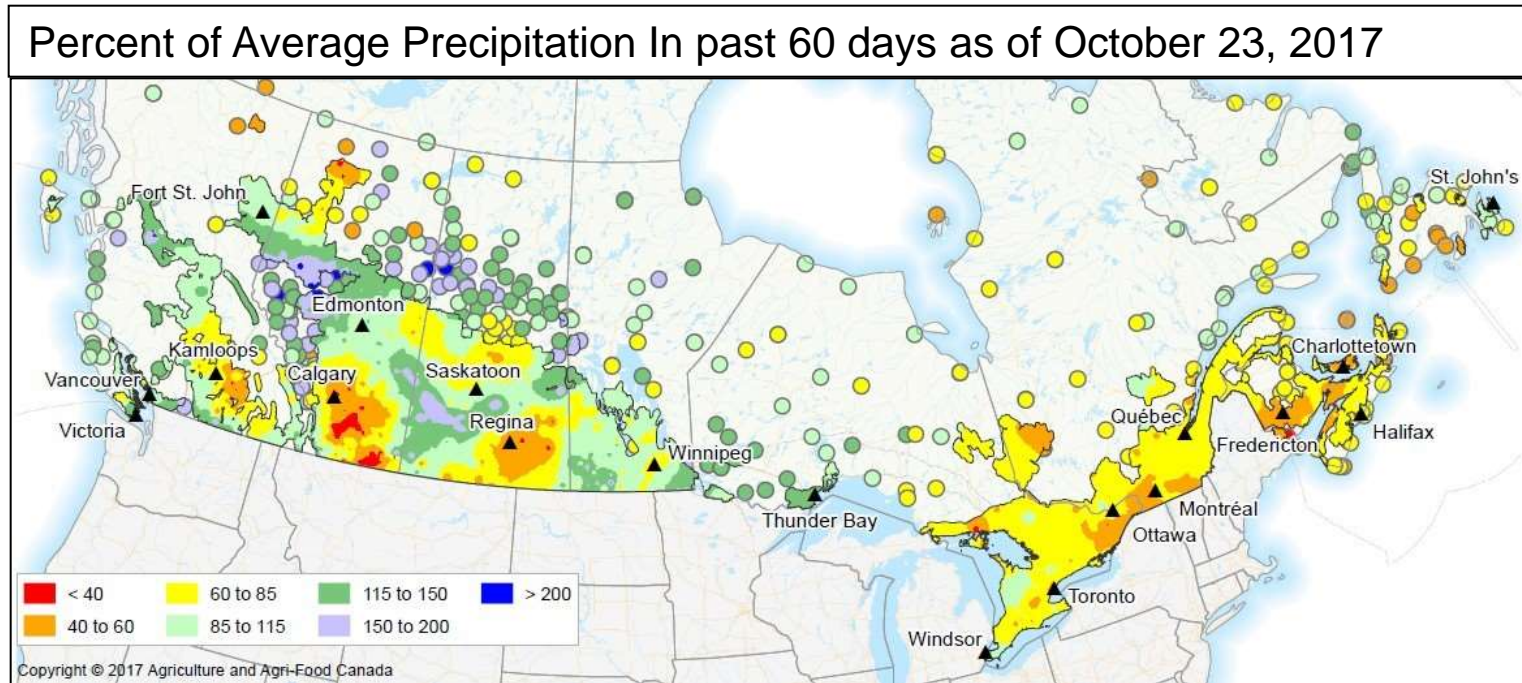 Percent of Average Precipitation In past 60 days as of October 23, 2017
St. John's
Fort St. John
Edmonton
Kamloops
Charlottetown
Calgary
Saskatoon
Vancouver
Regina
Québec
Victoria
Winnipeg
Fredericton
Halifax
Thunder Bay
Montréal
Ottawa
< 40
60 to 85
115 to 150
> 200
Toronto
40 to 60
85 to 115
150 to 200
Windsor
Copyright © 2017 Agriculture and Agri-Food Canada